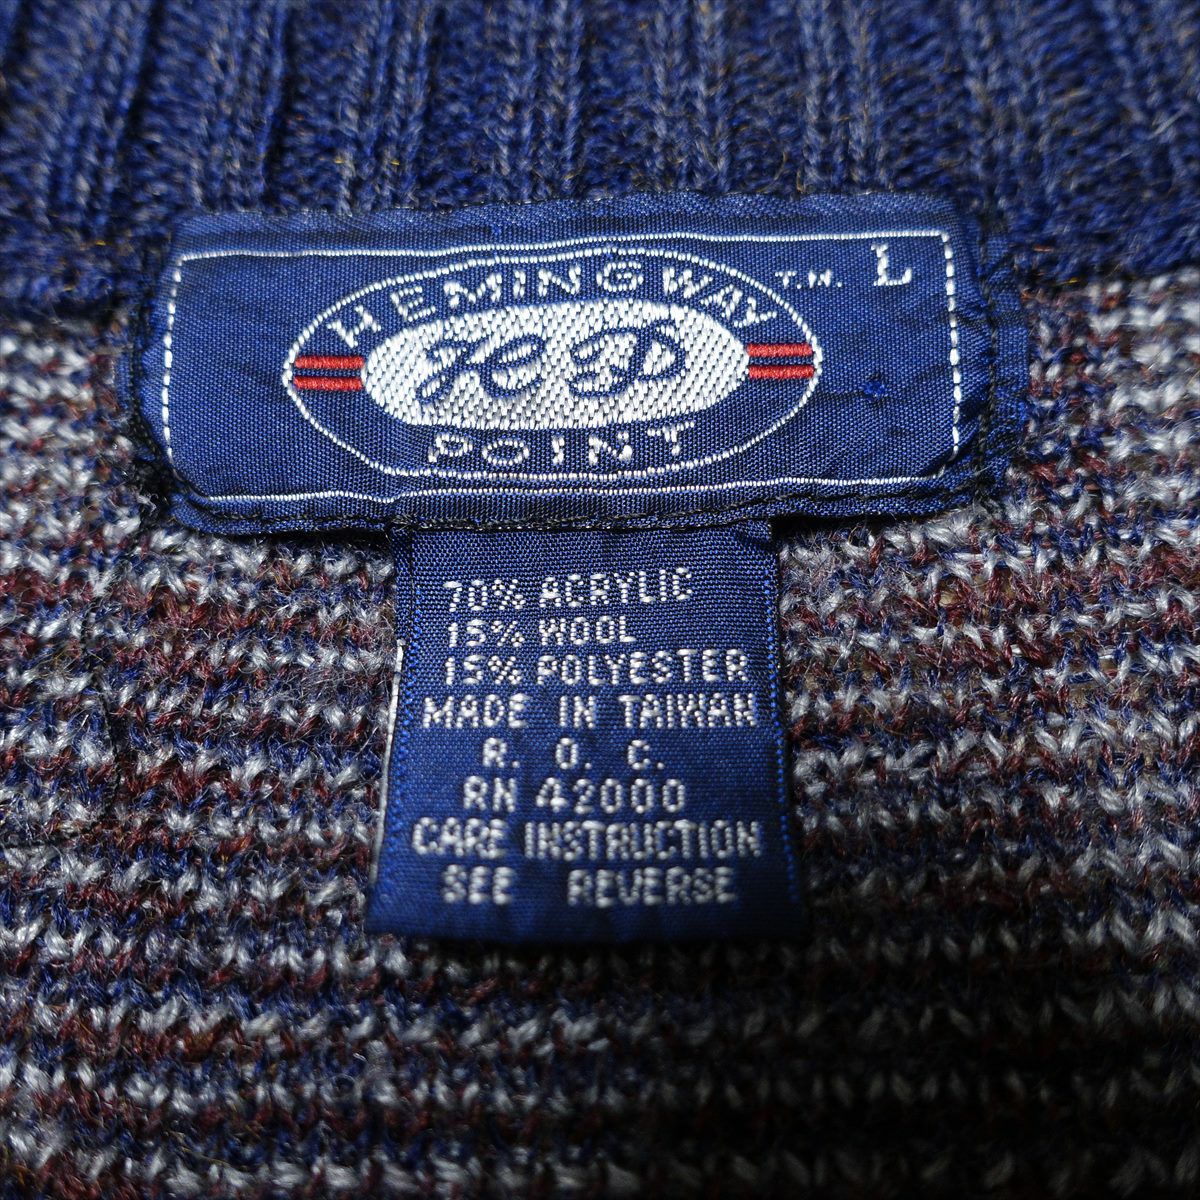 HEMINGWAY
T.M.
L
HP
POINT
70% ACRYLIC
15% WOOL
15% POLYESTER
MADE IN TAIWAN
R. O. C.
RN 42000
CARE INSTRUCTION
SEE REVERSE